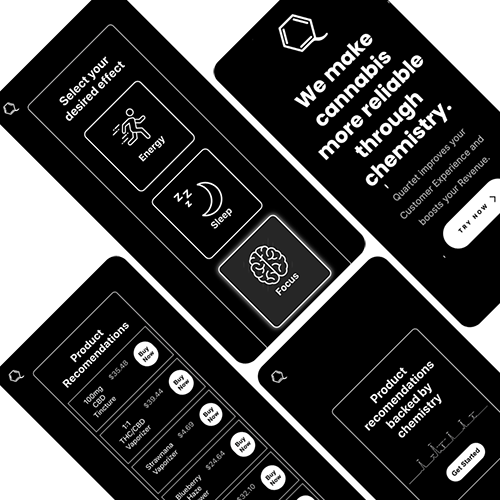 Select your
desired effect
Energy
Sleep
Focus
We make
cannabis
more reliable
through
chemistry.
Quartet improves your
Customer Experience and
boosts your Revenue.
TRY NOW
Product
Recomendations
100mg
CBD
Tincture
$35.48
Buy
Now
1:1
THC:CBD
Vaporizer
$39.44
Buy
Now
Strawnana
Vaporizer
$4.69
Buy
Now
Blueberry
$24.64
Buy
Now
$32.10
Buy
Now
Product
recomendations
backed by
chemistry
Get Started